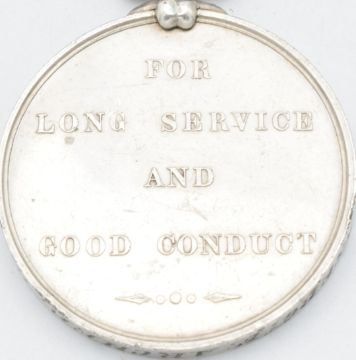 FOR
LONG SERVICE
AND
GOOD CONDUCT